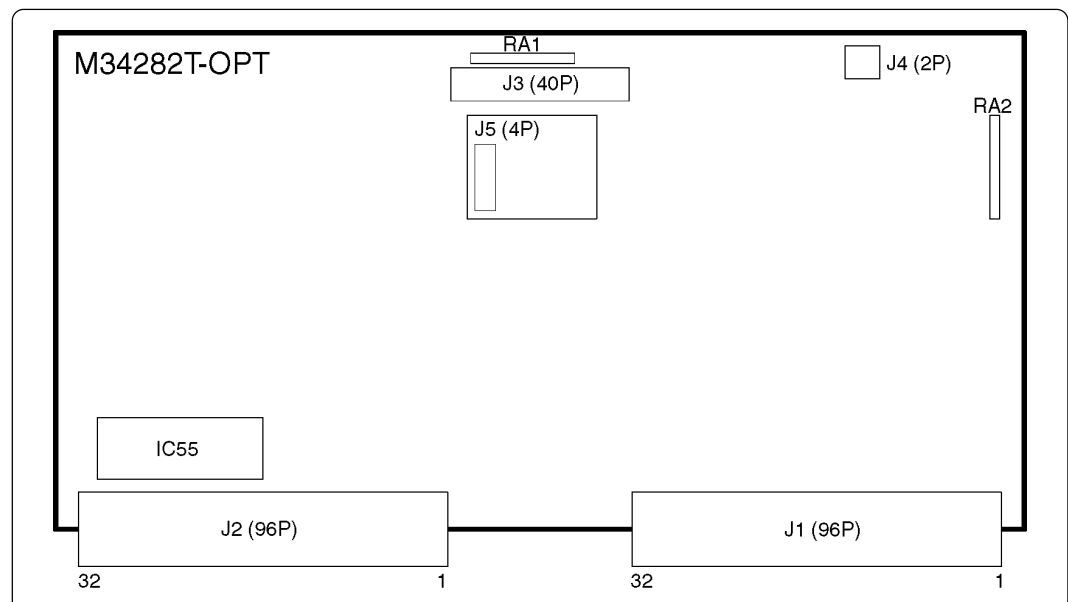 M34282T-OPT
RA1
J3 (40P)
J4 (2P)
RA2
J5 (4P)
IC55
J2 (96P)
J1 (96P)
32
1
32
1